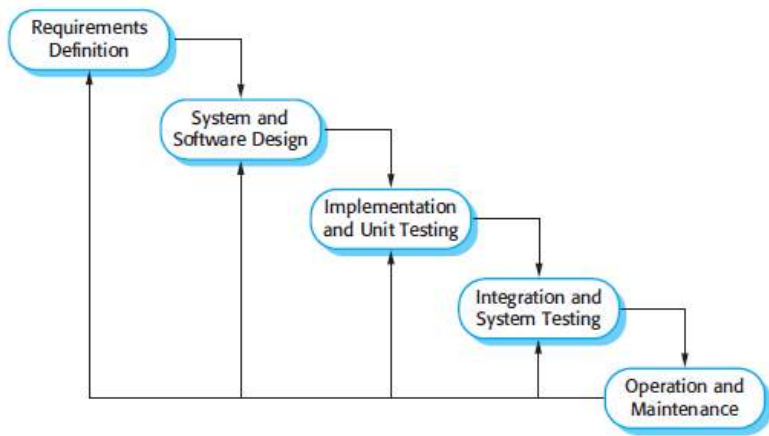 Requirements
Definition
System and
Software Design
Implementation
and Unit Testing
Integration and
System Testing
Operation and
Maintenance